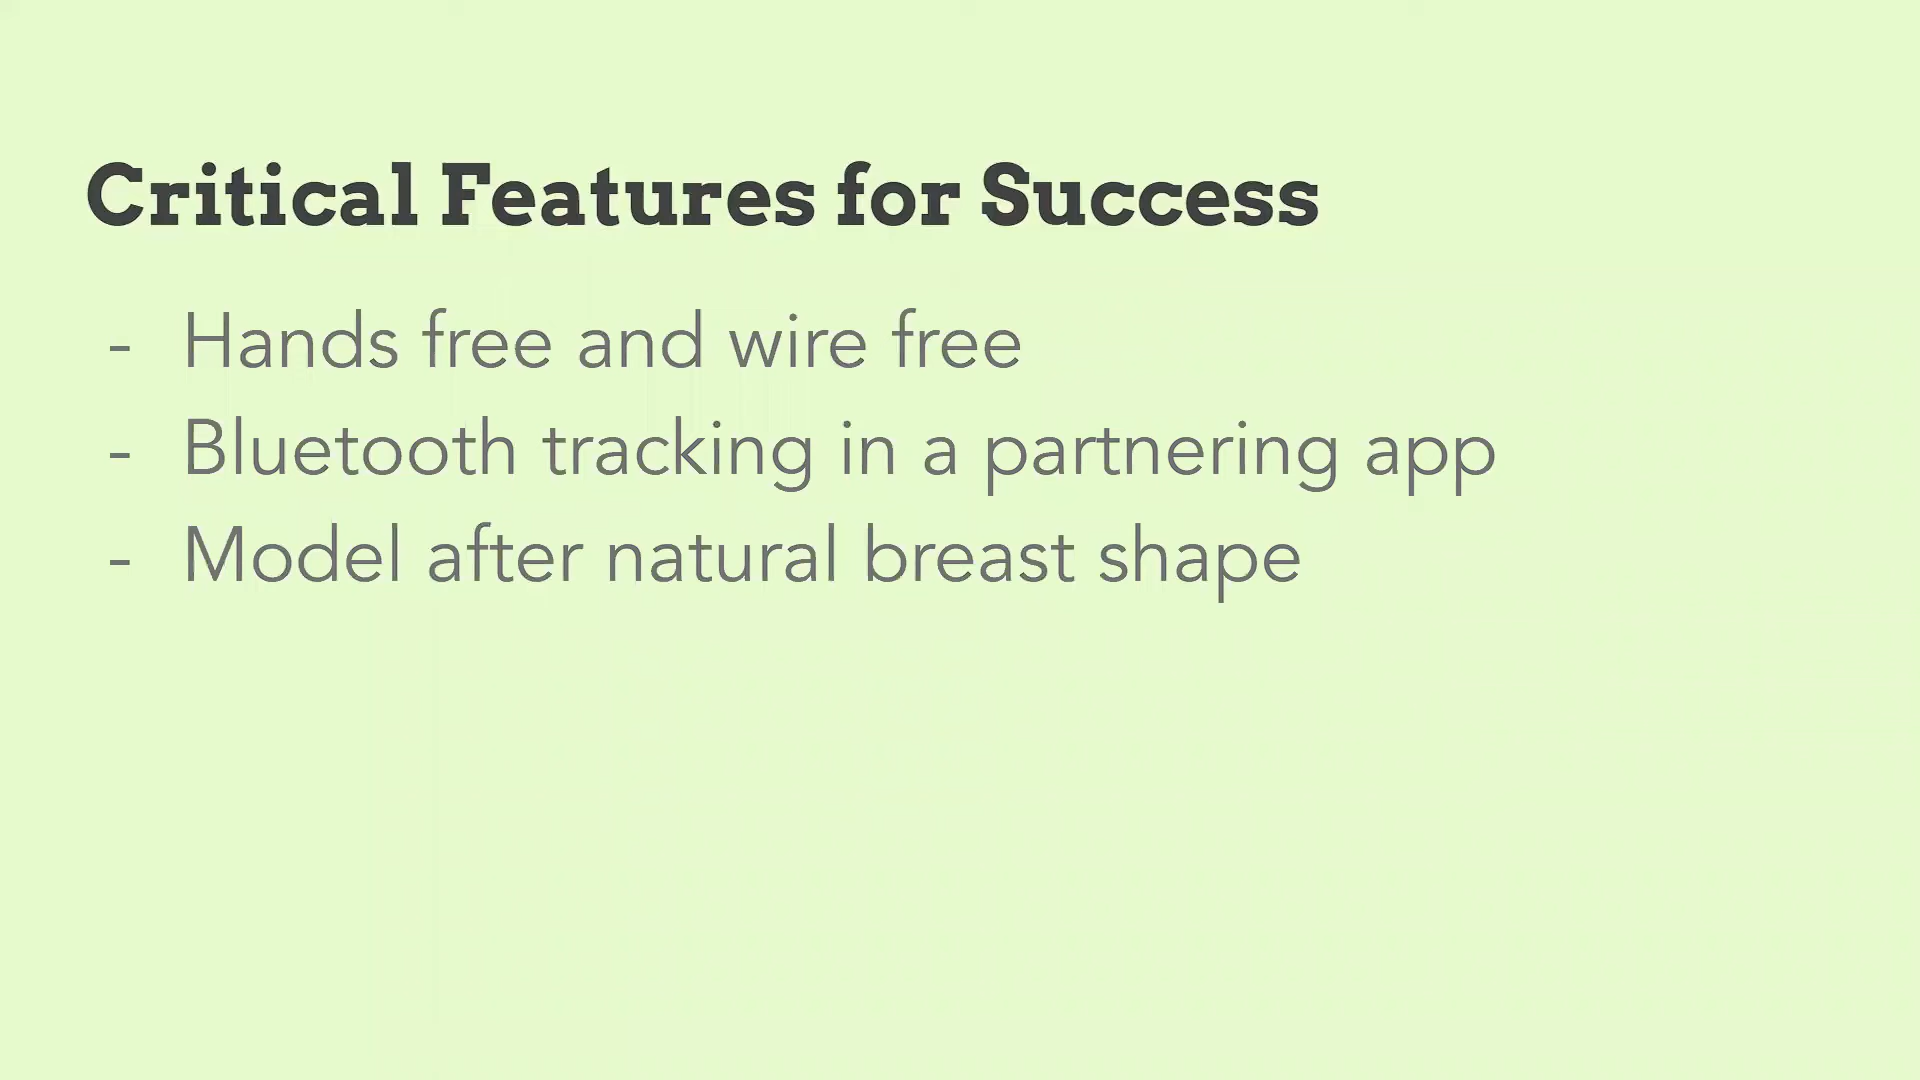 Critical Features for Success
- Hands free and wire free
- Bluetooth tracking in a partnering app
- Model after natural breast shape